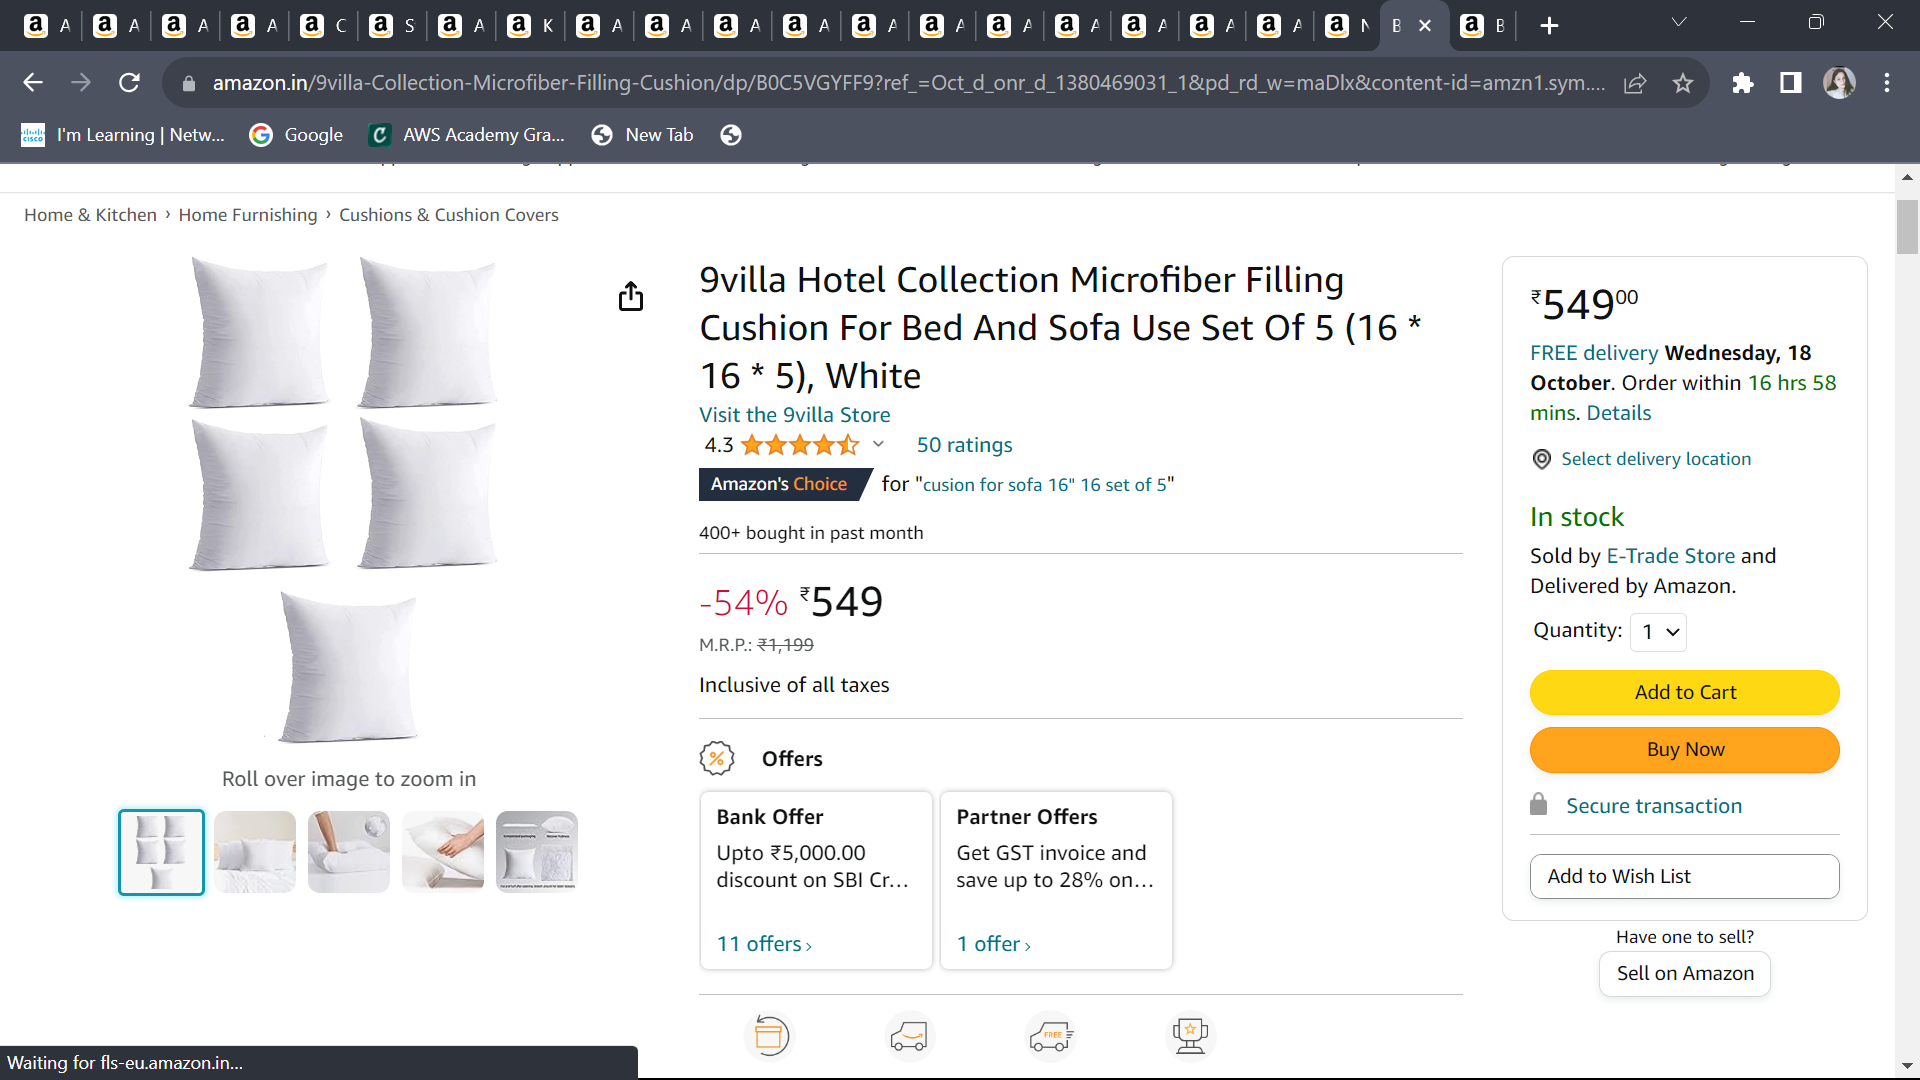 A
A
A
A
C
S
A
K
A
A
A
A
A
A
A
A
A
A
A
N
B
B
amazon.in/9villa-Collection-Microfiber-Filling-Cushion/dp/B0C5VGYFF9?ref_=Oct_d_onr_d_1380469031_1&pd_rd_w=maDlx&content-id=amzn1.sym....
I'm Learning | Netw...
Google
AWS Academy Gra...
New Tab
Home & Kitchen › Home Furnishing › Cushions & Cushion Covers
9villa Hotel Collection Microfiber Filling
Cushion For Bed And Sofa Use Set Of 5 (16 *
16 * 5), White
Visit the 9villa Store
4.3
50 ratings
Amazon's Choice for "cusion for sofa 16" 16 set of 5"
400+ bought in past month
-54% ₹549
M.R.P.: ₹1,199
Inclusive of all taxes
Offers
Bank Offer
Upto ₹5,000.00
discount on SBI Cr...
11 offers ›
Partner Offers
Get GST invoice and
save up to 28% on...
1 offer ›
FREE
Roll over image to zoom in
₹54900
FREE delivery Wednesday, 18
October. Order within 16 hrs 58
mins. Details
Select delivery location
In stock
Sold by E-Trade Store and
Delivered by Amazon.
Quantity: 1
Add to Cart
Buy Now
Secure transaction
Add to Wish List
Have one to sell?
Sell on Amazon
Waiting for fls-eu.amazon.in...